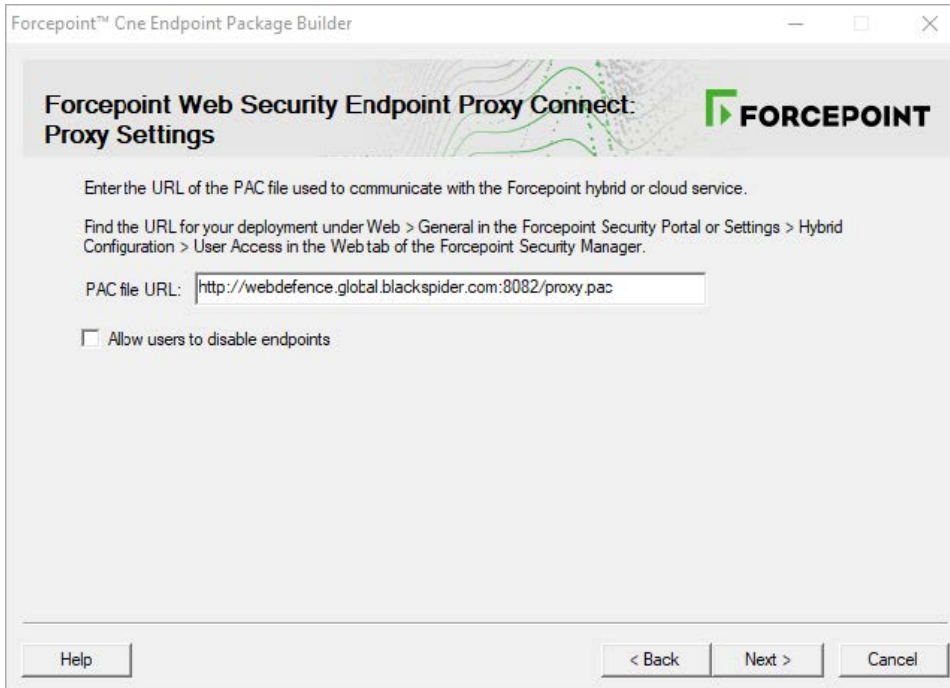 Forcepoint™ One Endpoint Package Builder
Forcepoint Web Security Endpoint Proxy Connect:
Proxy Settings
FORCEPOINT
Enter the URL of the PAC file used to communicate with the Forcepoint hybrid or cloud service.
Find the URL for your deployment under Web > General in the Forcepoint Security Portal or Settings > Hybrid
Configuration > User Access in the Web tab of the Forcepoint Security Manager.
PAC file URL: http://webdefence.global.blackspider.com:8082/proxy.pac
Allow users to disable endpoints
Help
< Back
Next >
Cancel